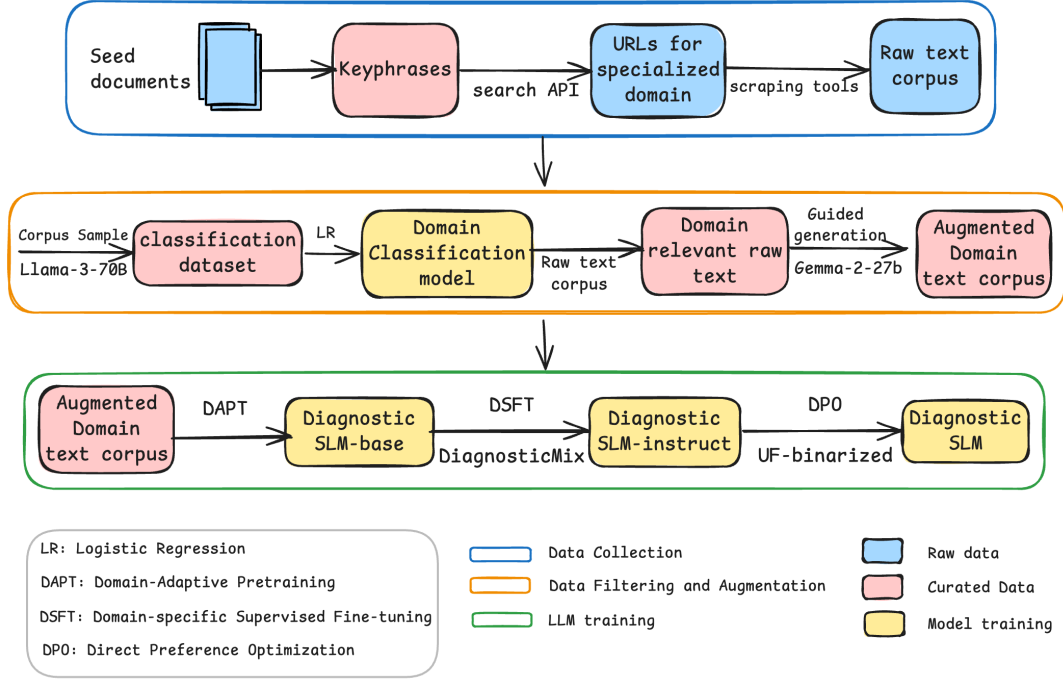 Seed
documents
Keyphrases
search API
URLs for
specialized
domain
scraping tools
Raw text
corpus
Corpus Sample
Llama-3-70B
classification
dataset
LR
Domain
Classification
model
Raw text
corpus
Domain
relevant raw
text
Guided
generation
Gemma-2-27b
Augmented
Domain
text corpus
Augmented
Domain
text corpus
DAPT
Diagnostic
SLM-base
DSFT
DiagnosticMix
Diagnostic
SLM-instruct
DPO
UF-binarized
Diagnostic
SLM
LR: Logistic Regression
DAPT: Domain-Adaptive Pretraining
DSFT: Domain-specific Supervised Fine-tuning
DPO: Direct Preference Optimization
Data Collection
Data Filtering and Augmentation
LLM training
Raw data
Curated Data
Model training